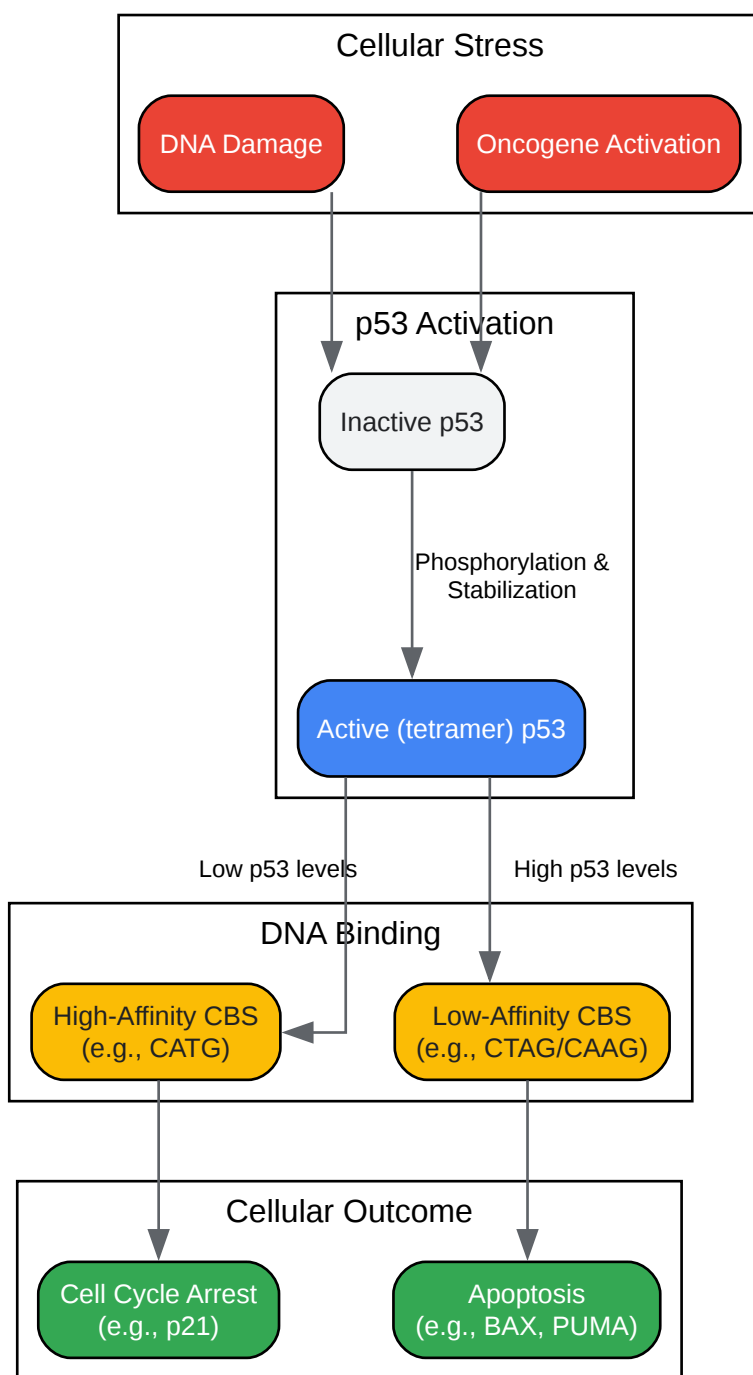 Cellular Stress
DNA Damage
Oncogene Activation
p53 Activation
Inactive p53
Phosphorylation &
Stabilization
Active (tetramer) p53
Low p53 levels
High p53 levels
DNA Binding
High-Affinity CBS
(e.g., CATG)
Low-Affinity CBS
(e.g., CTAG/CAAG)
Cellular Outcome
Cell Cycle Arrest
(e.g., p21)
Apoptosis
(e.g., BAX, PUMA)